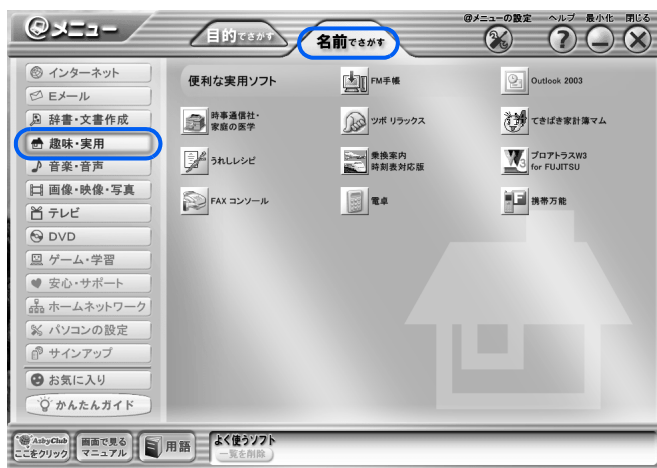 @メニュー
目的でさがす
名前でさがす
@メニューの設定
ヘルプ
最小化
閉じる
インターネット
Eメール
辞書・文書作成
趣味・実用
音楽・音声
画像・映像・写真
テレビ
DVD
ゲーム・学習
安心・サポート
ホームネットワーク
パソコンの設定
サインアップ
お気に入り
かんたんガイド
便利な実用ソフト
FM手帳
Outlook 2003
時事通信社・
家庭の医学
ツボ リラックス
てきぱき家計簿マム
うれしレシピ
乗換案内
時刻表対応版
プロアトラスW3
for FUJITSU
FAX コンソール
電卓
携帯万能
@AzbyClub
ここをクリック
画面で見る
マニュアル
用語
よく使うソフト
一覧を削除